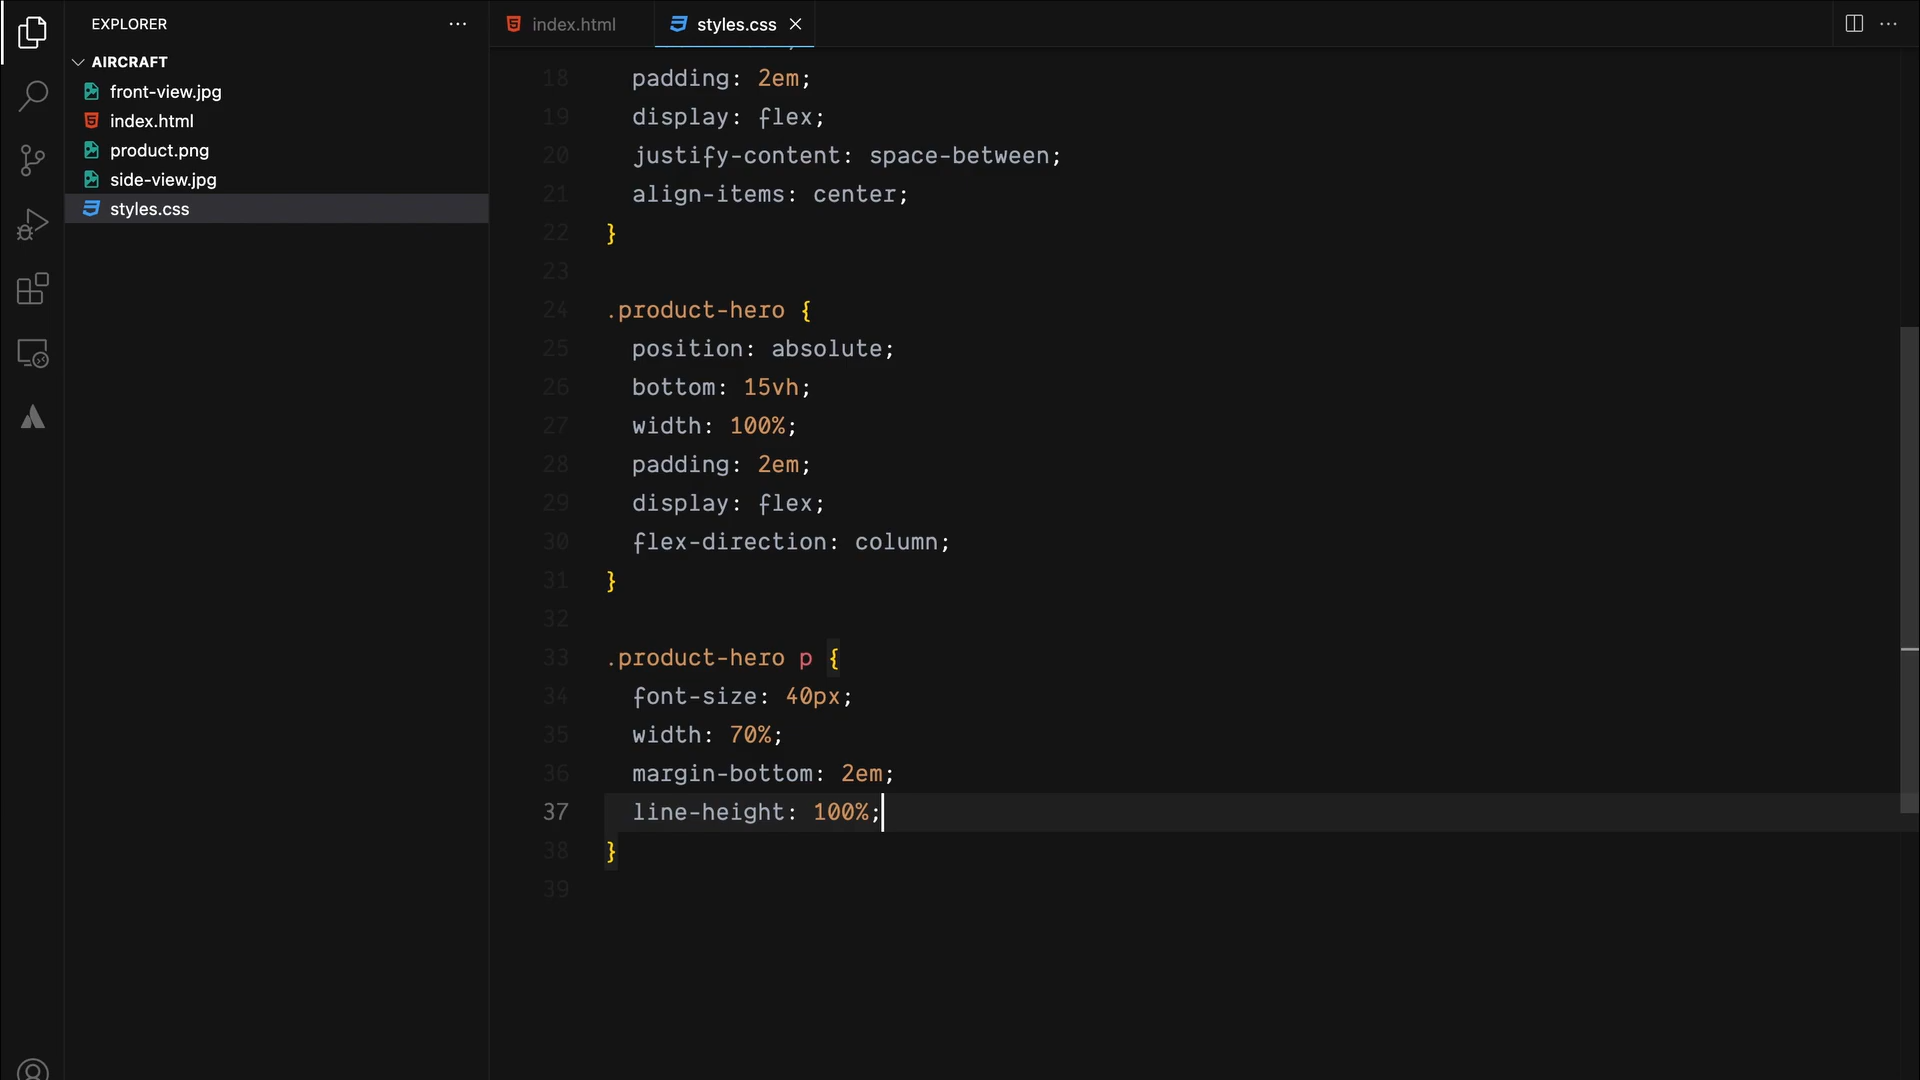 EXPLORER
AIRCRAFT
front-view.jpg
index.html
product.png
side-view.jpg
styles.css
index.html
styles.css
18 padding: 2em;
19 display: flex;
20 justify-content: space-between;
21 align-items: center;
22 }
23
24 .product-hero {
25 position: absolute;
26 bottom: 15vh;
27 width: 100%;
28 padding: 2em;
29 display: flex;
30 flex-direction: column;
31 }
32
33 .product-hero p {
34 font-size: 40px;
35 width: 70%;
36 margin-bottom: 2em;
37 line-height: 100%;
38 }
39